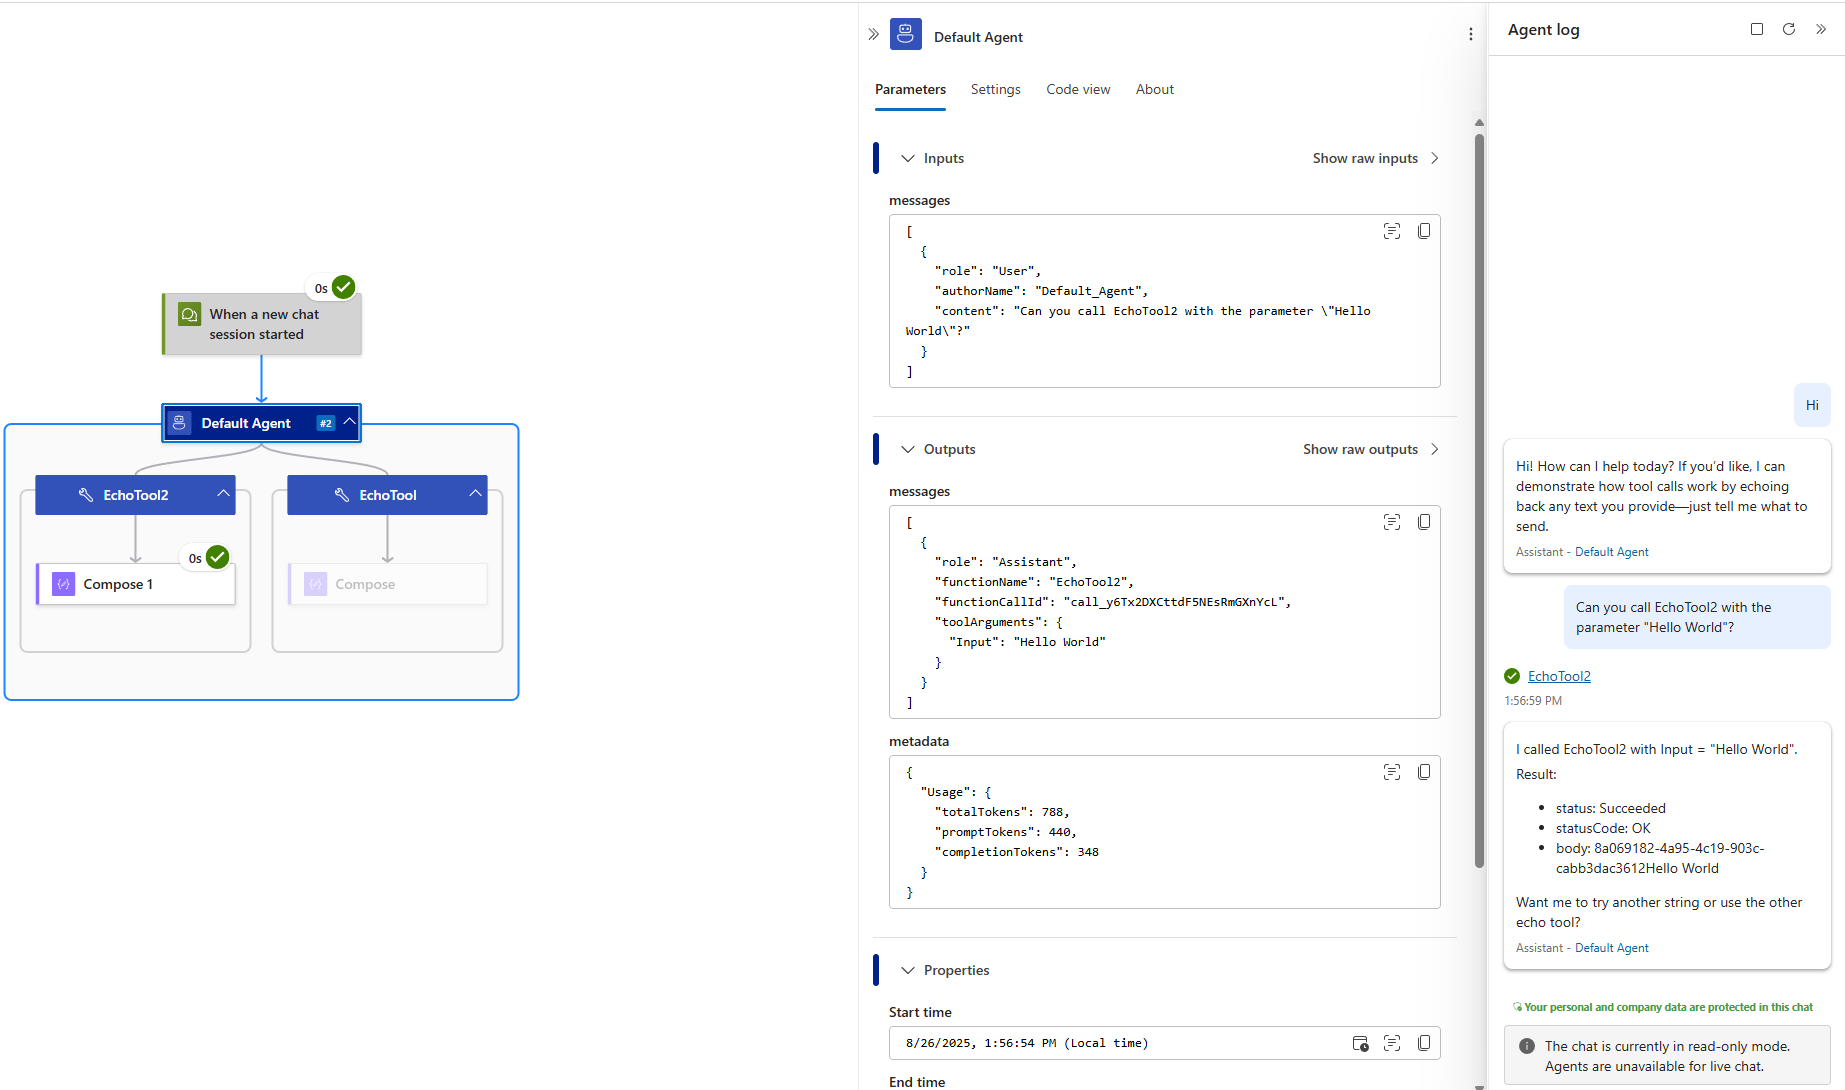 0s
When a new chat
session started
Default Agent
#2
EchoTool2
EchoTool
0s
Compose 1
Compose
Default Agent
Parameters
Settings
Code view
About
Inputs
Show raw inputs
messages
[
{
"role": "User",
"authorName": "Default_Agent",
"content": "Can you call EchoTool2 with the parameter \"Hello
World\"?"
}
]
Outputs
Show raw outputs
messages
[
{
"role": "Assistant",
"functionName": "EchoTool2",
"functionCallId": "call_y6Tx2DXCttdF5NEsRmGXnYcL",
"toolArguments": {
"Input": "Hello World"
}
}
]
metadata
{
"Usage": {
"totalTokens": 788,
"promptTokens": 440,
"completionTokens": 348
}
}
Properties
Start time
8/26/2025, 1:56:54 PM (Local time)
End time
Agent log
Hi
Hi! How can I help today? If you’d like, I can
demonstrate how tool calls work by echoing
back any text you provide—just tell me what to
send.
Assistant - Default Agent
Can you call EchoTool2 with the
parameter "Hello World"?
EchoTool2
1:56:59 PM
I called EchoTool2 with Input = "Hello World".
Result:
• status: Succeeded
• statusCode: OK
• body: 8a069182-4a95-4c19-903c-
cabb3dac3612Hello World
Want me to try another string or use the other
echo tool?
Assistant - Default Agent
Your personal and company data are protected in this chat
The chat is currently in read-only mode.
Agents are unavailable for live chat.